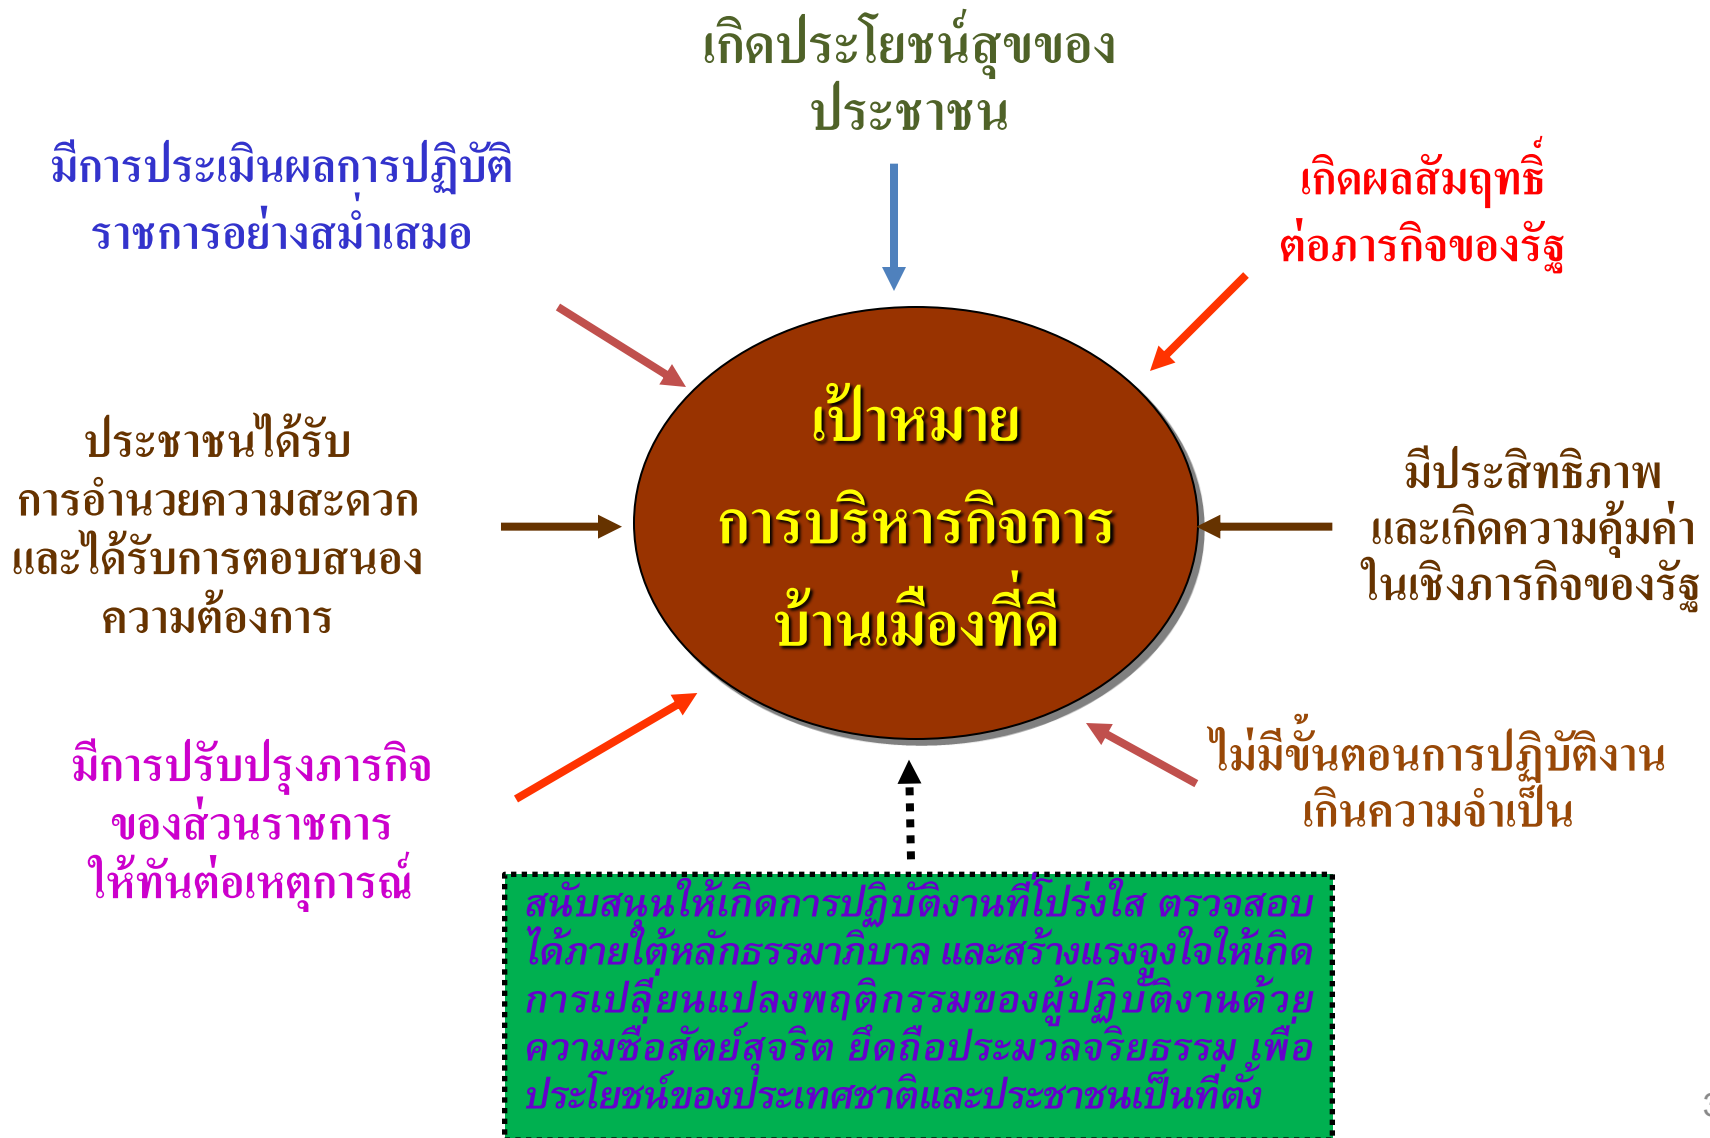 เกิดประโยชน์สุขของ
ประชาชน
มีการประเมินผลการปฏิบัติ
ราชการอย่างสม่ำเสมอ
เกิดผลสัมฤทธิ์
ต่อภารกิจของรัฐ
เป้าหมาย
การบริหารกิจการ
บ้านเมืองที่ดี
ประชาชนได้รับ
การอำนวยความสะดวก
และได้รับการตอบสนอง
ความต้องการ
มีประสิทธิภาพ
และเกิดความคุ้มค่า
ในเชิงภารกิจของรัฐ
มีการปรับปรุงภารกิจ
ของส่วนราชการ
ให้ทันต่อเหตุการณ์
ไม่มีขั้นตอนการปฏิบัติงาน
เกินความจำเป็น
สนับสนุนให้เกิดการปฏิบัติงานที่โปร่งใส ตรวจสอบ
ได้ภายใต้หลักธรรมาภิบาล และสร้างแรงจูงใจให้เกิด
การเปลี่ยนแปลงพฤติกรรมของผู้ปฏิบัติงานด้วย
ความซื่อสัตย์สุจริต ยึดถือประมวลจริยธรรม เพื่อ
ประโยชน์ของประเทศชาติและประชาชนเป็นที่ตั้ง